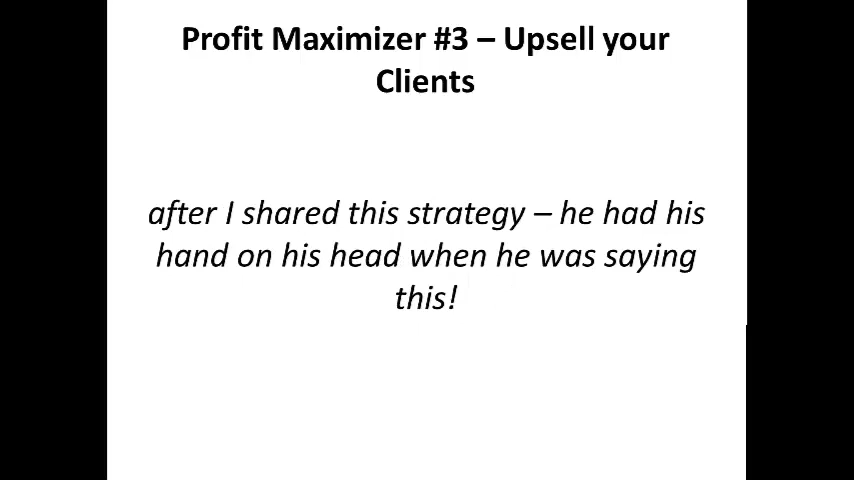 Profit Maximizer #3 – Upsell your
Clients
after I shared this strategy – he had his
hand on his head when he was saying
this!